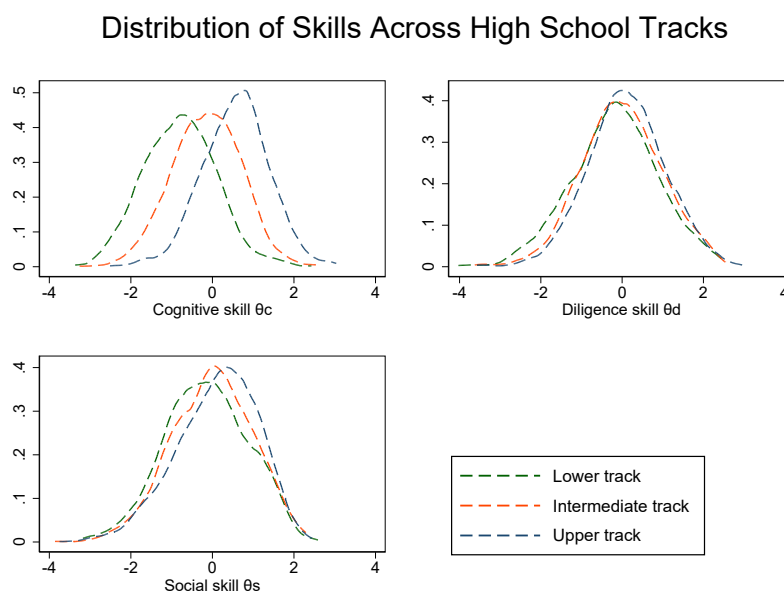 Distribution of Skills Across High School Tracks
.5
.4
.3
.2
.1
0
-4 -2 0 2 4
Cognitive skill θc
.4
.3
.2
.1
0
-4 -2 0 2 4
Diligence skill θd
.4
.3
.2
.1
0
-4 -2 0 2 4
Social skill θs
Lower track
Intermediate track
Upper track